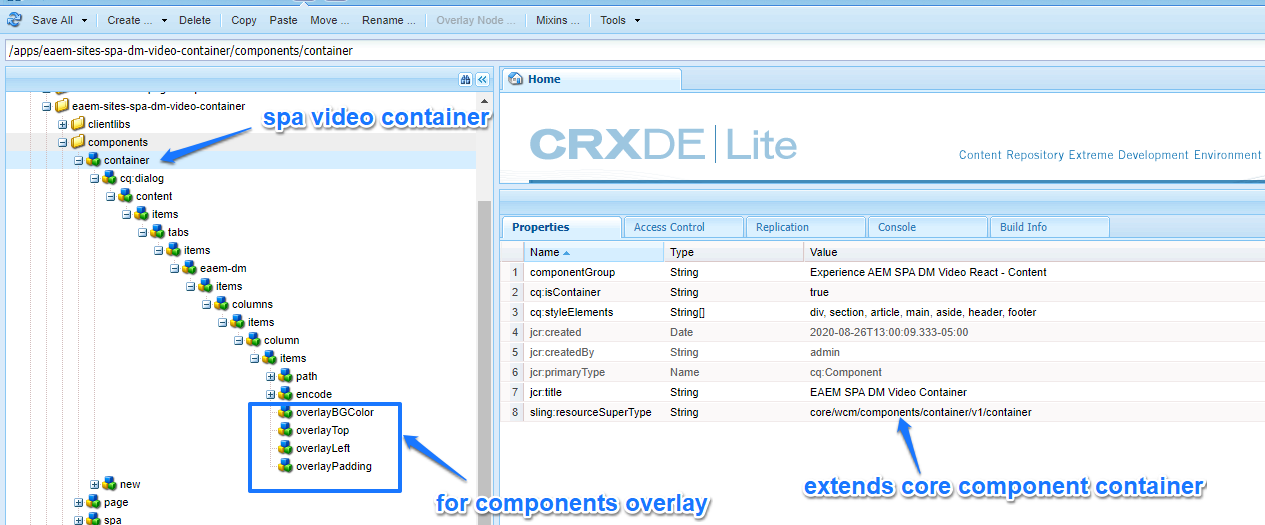 Save All Create ... Delete Copy Paste Move ... Rename ... Overlay Node ... Mixins ... Tools
/apps/eaem-sites-spa-dm-video-container/components/container
Home
eaem-sites-spa-dm-video-container
clientlibs
spa video container
components
container
cq:dialog
content
items
tabs
items
eaem-dm
items
columns
items
column
items
path
encode
overlayBGColor
overlayTop
overlayLeft
overlayPadding
for components overlay
new
page
spa
CRXDE Lite
Content Repository Extreme Development Environment
Properties Access Control Replication Console Build Info
Name Type Value
1 componentGroup String Experience AEM SPA DM Video React - Content
2 cq:isContainer String true
3 cq:styleElements String[] div, section, article, main, aside, header, footer
4 jcr:created Date 2020-08-26T13:00:09.333-05:00
5 jcr:createdBy String admin
6 jcr:primaryType Name cq:Component
7 jcr:title String EAEM SPA DM Video Container
8 sling:resourceSuperType String core/wcm/components/container/v1/container
extends core component container